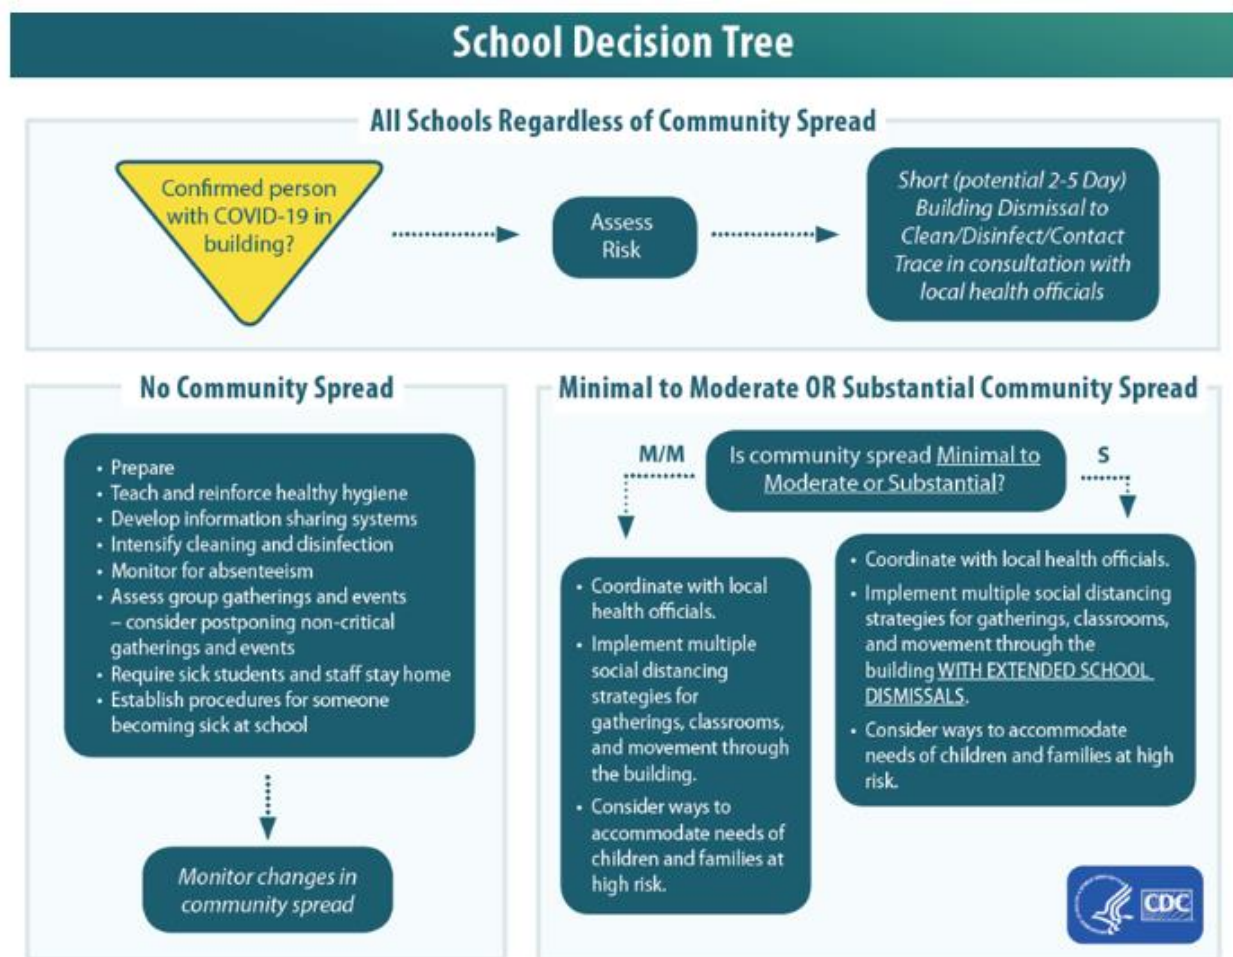 School Decision Tree
All Schools Regardless of Community Spread
Confirmed person
with COVID-19 in
building?
Assess
Risk
Short (potential 2-5 Day)
Building Dismissal to
Clean/Disinfect/Contact
Trace in consultation with
local health officials
No Community Spread
• Prepare
• Teach and reinforce healthy hygiene
• Develop information sharing systems
• Intensify cleaning and disinfection
• Monitor for absenteeism
• Assess group gatherings and events
– consider postponing non-critical
gatherings and events
• Require sick students and staff stay home
• Establish procedures for someone
becoming sick at school
Monitor changes in
community spread
Minimal to Moderate OR Substantial Community Spread
M/M
Is community spread Minimal to
Moderate or Substantial?
S
• Coordinate with local
health officials.
• Implement multiple
social distancing
strategies for
gatherings, classrooms,
and movement through
the building.
• Consider ways to
accommodate needs of
children and families at
high risk.
• Coordinate with local health officials.
• Implement multiple social distancing
strategies for gatherings, classrooms,
and movement through the
building WITH EXTENDED SCHOOL
DISMISSALS.
• Consider ways to accommodate
needs of children and families at high
risk.
CDC